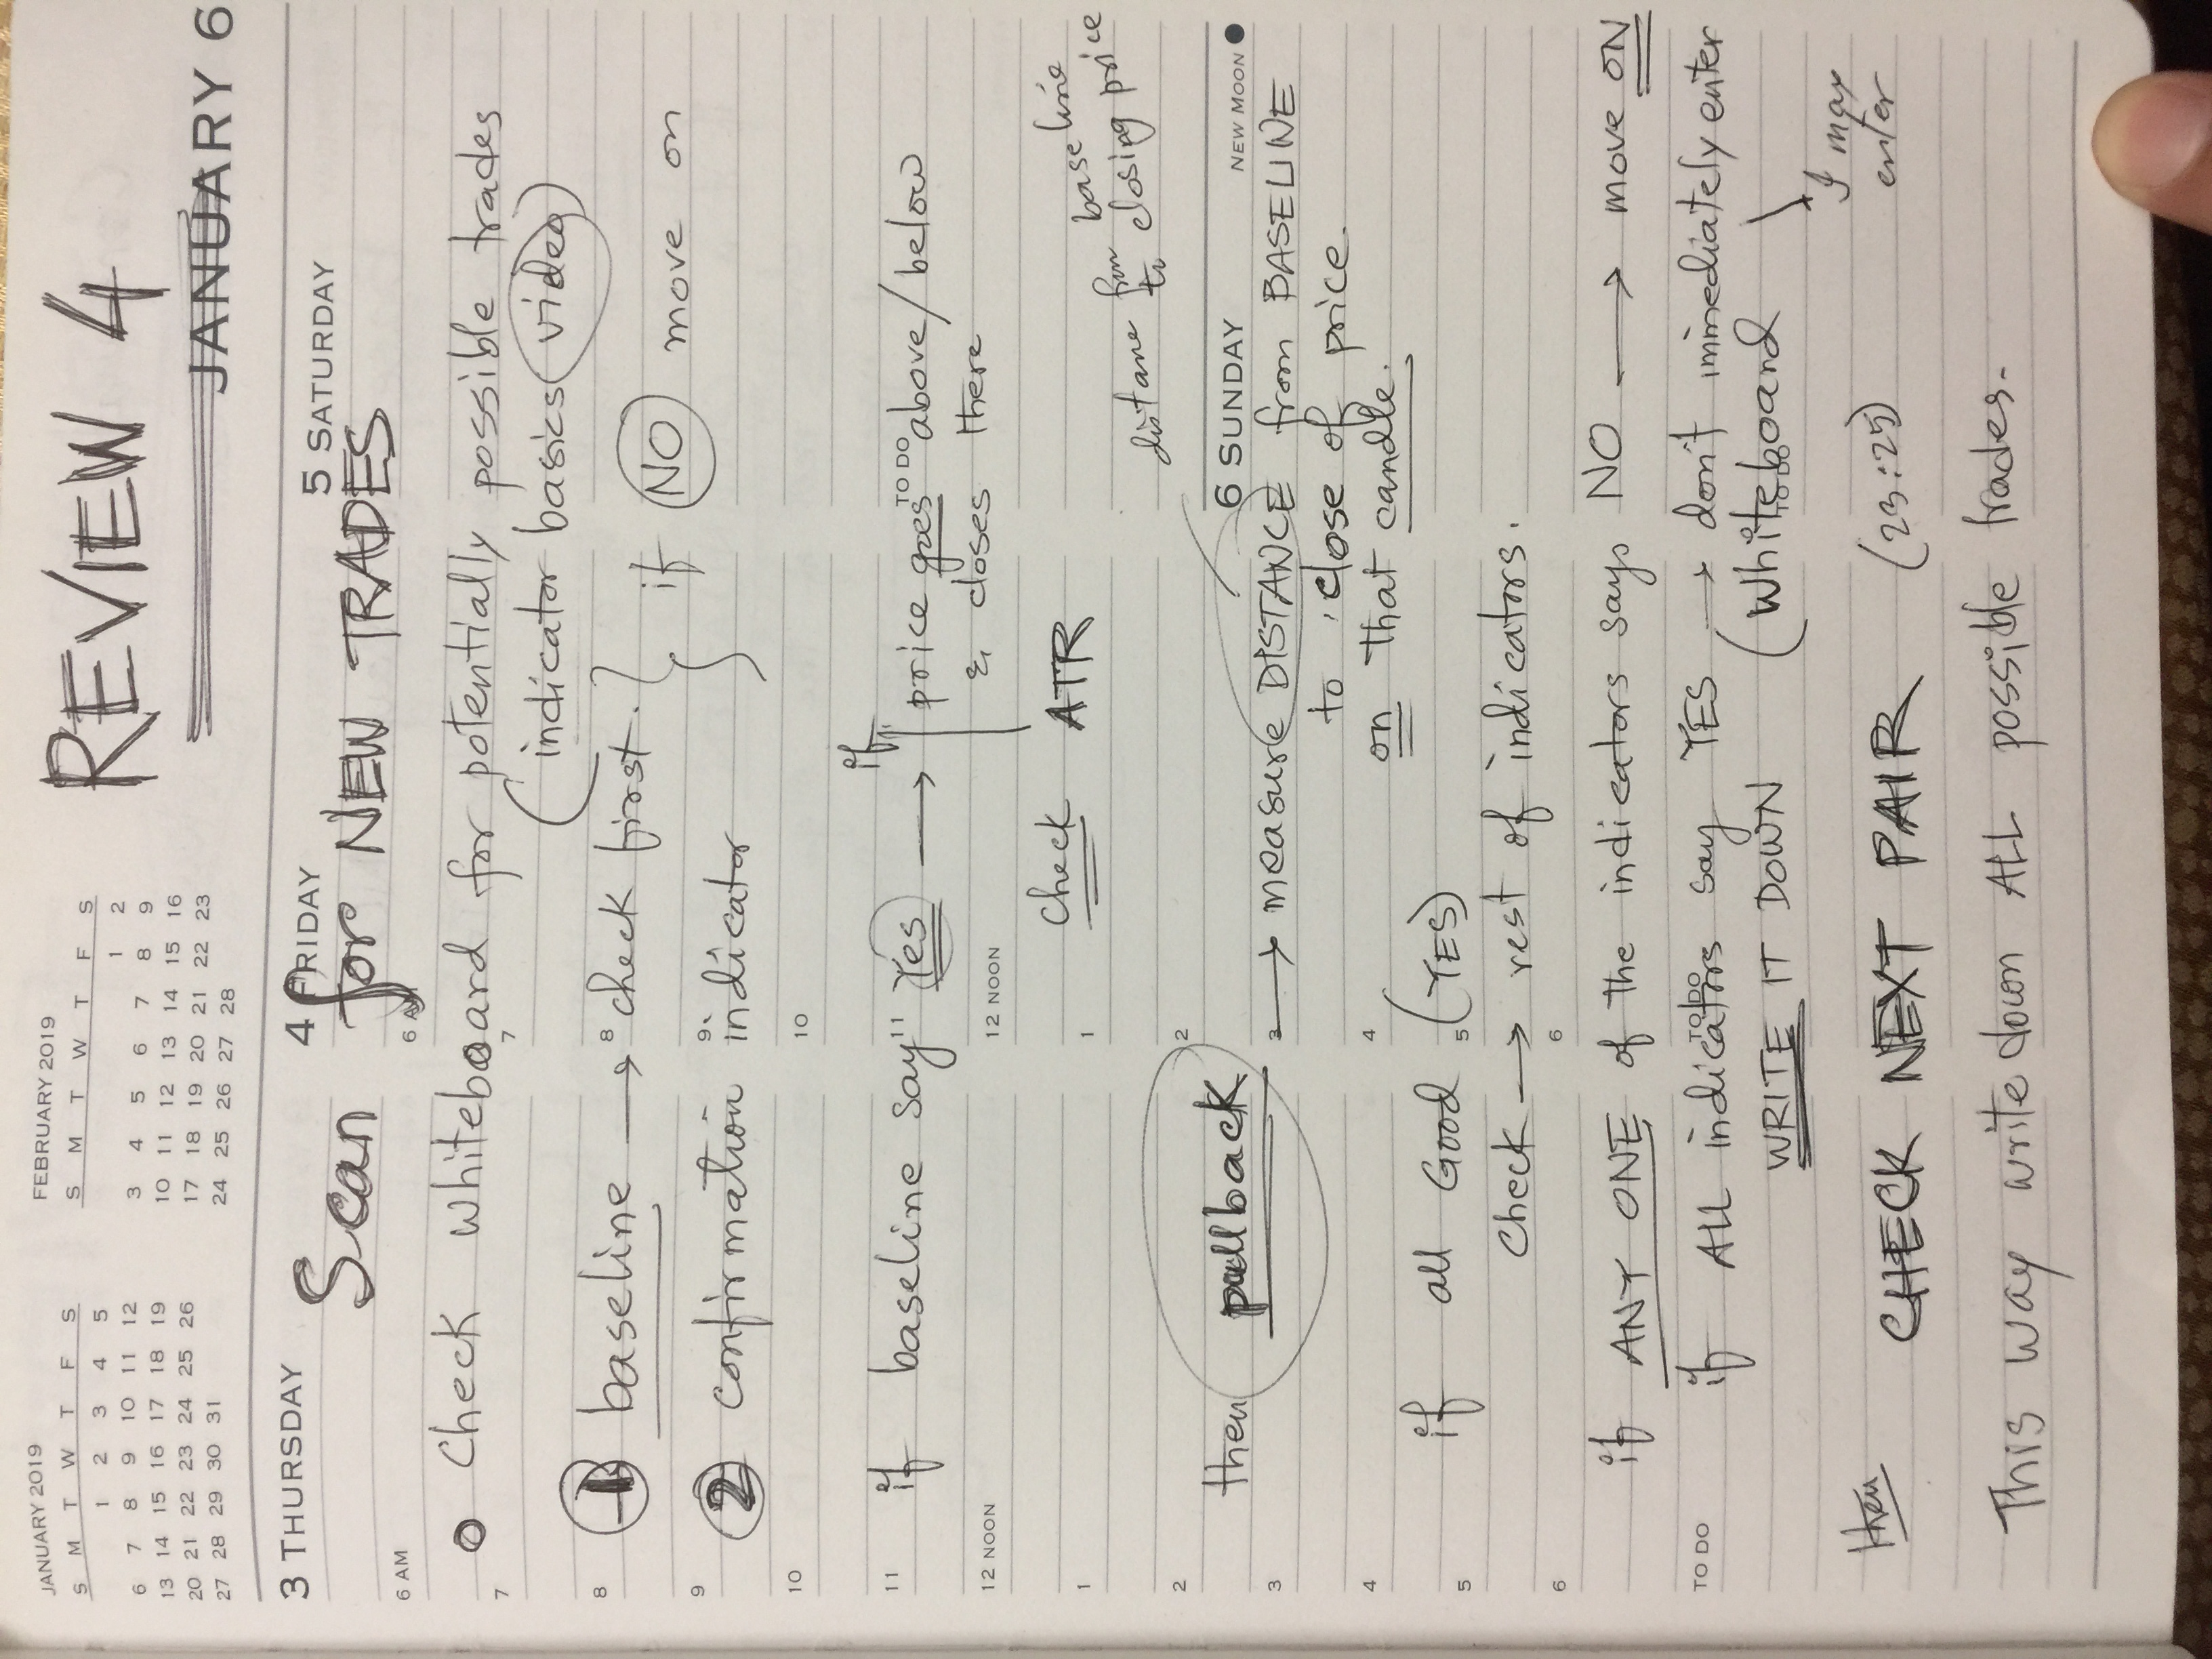 JANUARY 2019
S M T W T F S
1 2 3 4 5
6 7 8 9 10 11 12
13 14 15 16 17 18 19
20 21 22 23 24 25 26
27 28 29 30 31
FEBRUARY 2019
S M T W T F S
1 2
3 4 5 6 7 8 9
10 11 12 13 14 15 16
17 18 19 20 21 22 23
24 25 26 27 28
REVIEW 4
JANUARY 6
3 THURSDAY
4 FRIDAY
5 SATURDAY
Scan for NEW TRADES
6 AM
6 AM
o Check Whiteboard for potentially possible trades
7
7
(indicator basics video)
8
8
1 baseline → check first. } if NO move on
9
9
2 confirmation indicator
10
10
if
11
if baseline say" Yes → price goes above/below
TO DO
& closes there
12 NOON
12 NOON
Check ATR
1
1
distane from baseline
to closing price
2
2
then pullback
6 SUNDAY
NEW MOON
3
3
→ measure DISTANCE from BASELINE
to close of price.
4
4
on that candle.
if all Good (YES)
5
5
Check → rest of indicators.
6
6
if ANY ONE of the indicators says NO → move ON
TO DO
TO DO
if ALL indicators say YES → don't immediately enter
WRITE IT DOWN (Whiteboard
TO DO
I may
enter
then CHECK NEXT PAIR (23:25)
This way write down ALL possible trades.